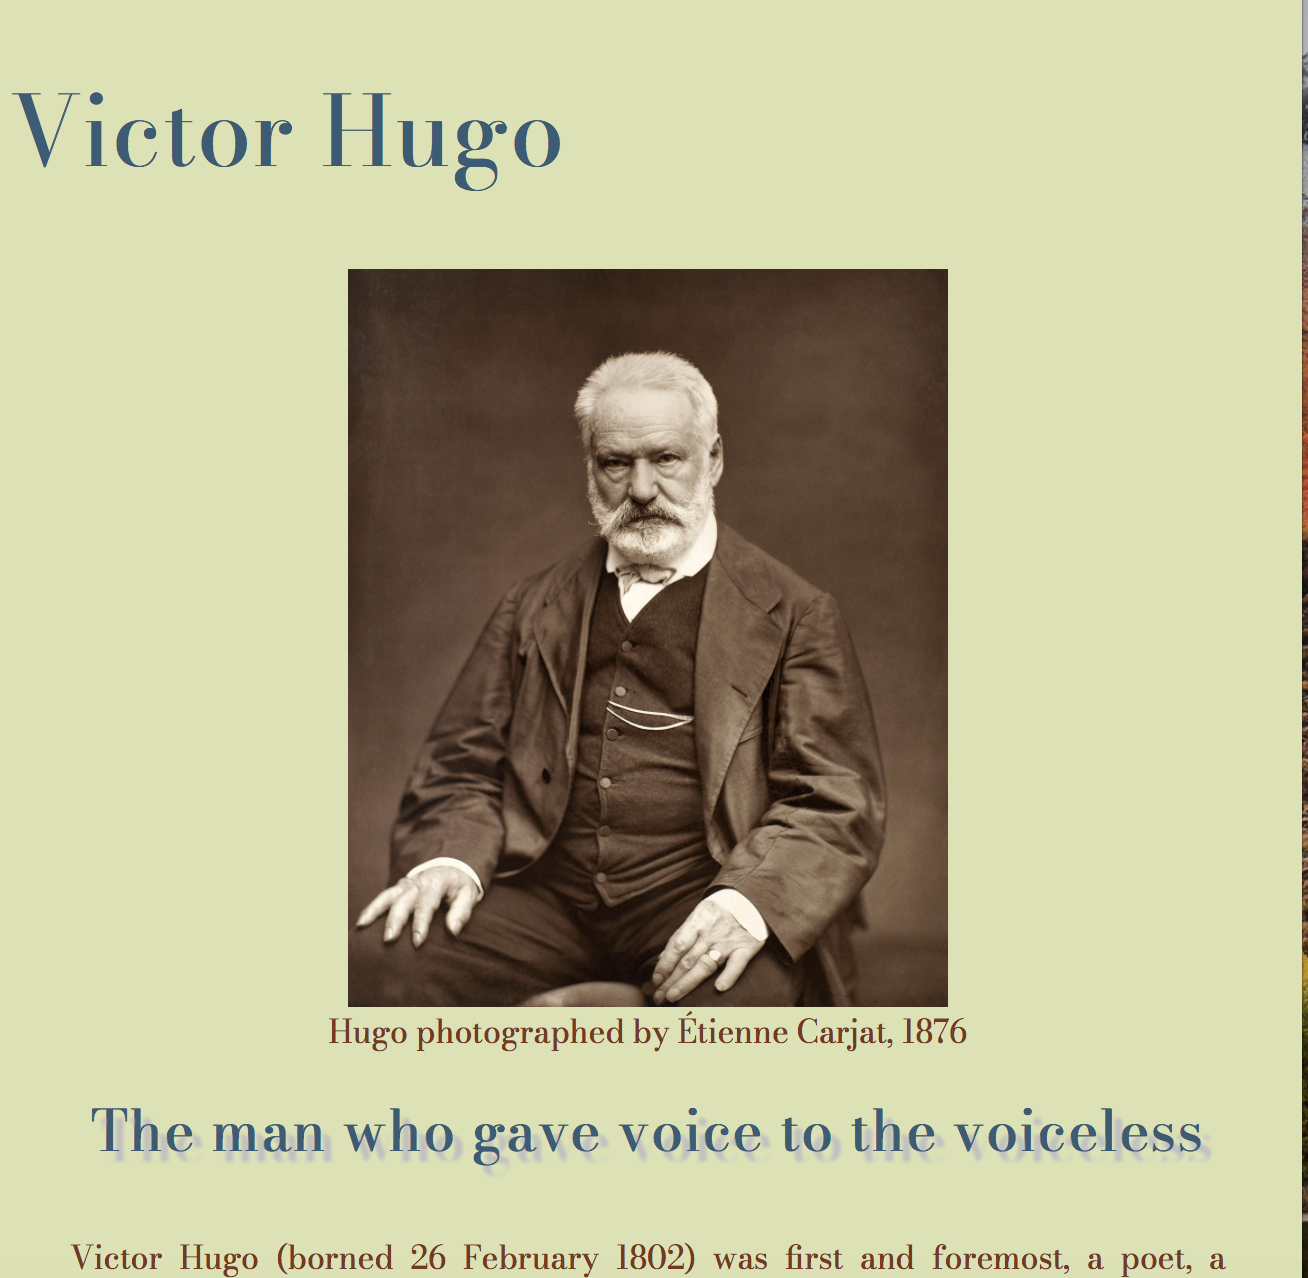 Victor Hugo
Hugo photographed by Étienne Carjat, 1876
The man who gave voice to the voiceless
Victor Hugo (borned 26 February 1802) was first and foremost, a poet, a